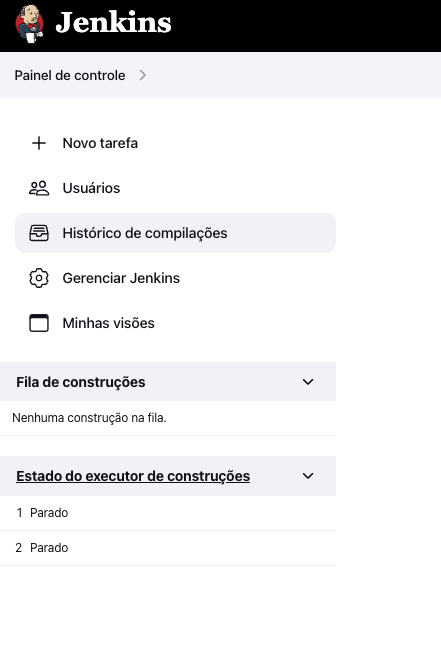 Jenkins
Painel de controle
Novo tarefa
Usuários
Histórico de compilações
Gerenciar Jenkins
Minhas visões
Fila de construções
Nenhuma construção na fila.
Estado do executor de construções
1 Parado
2 Parado